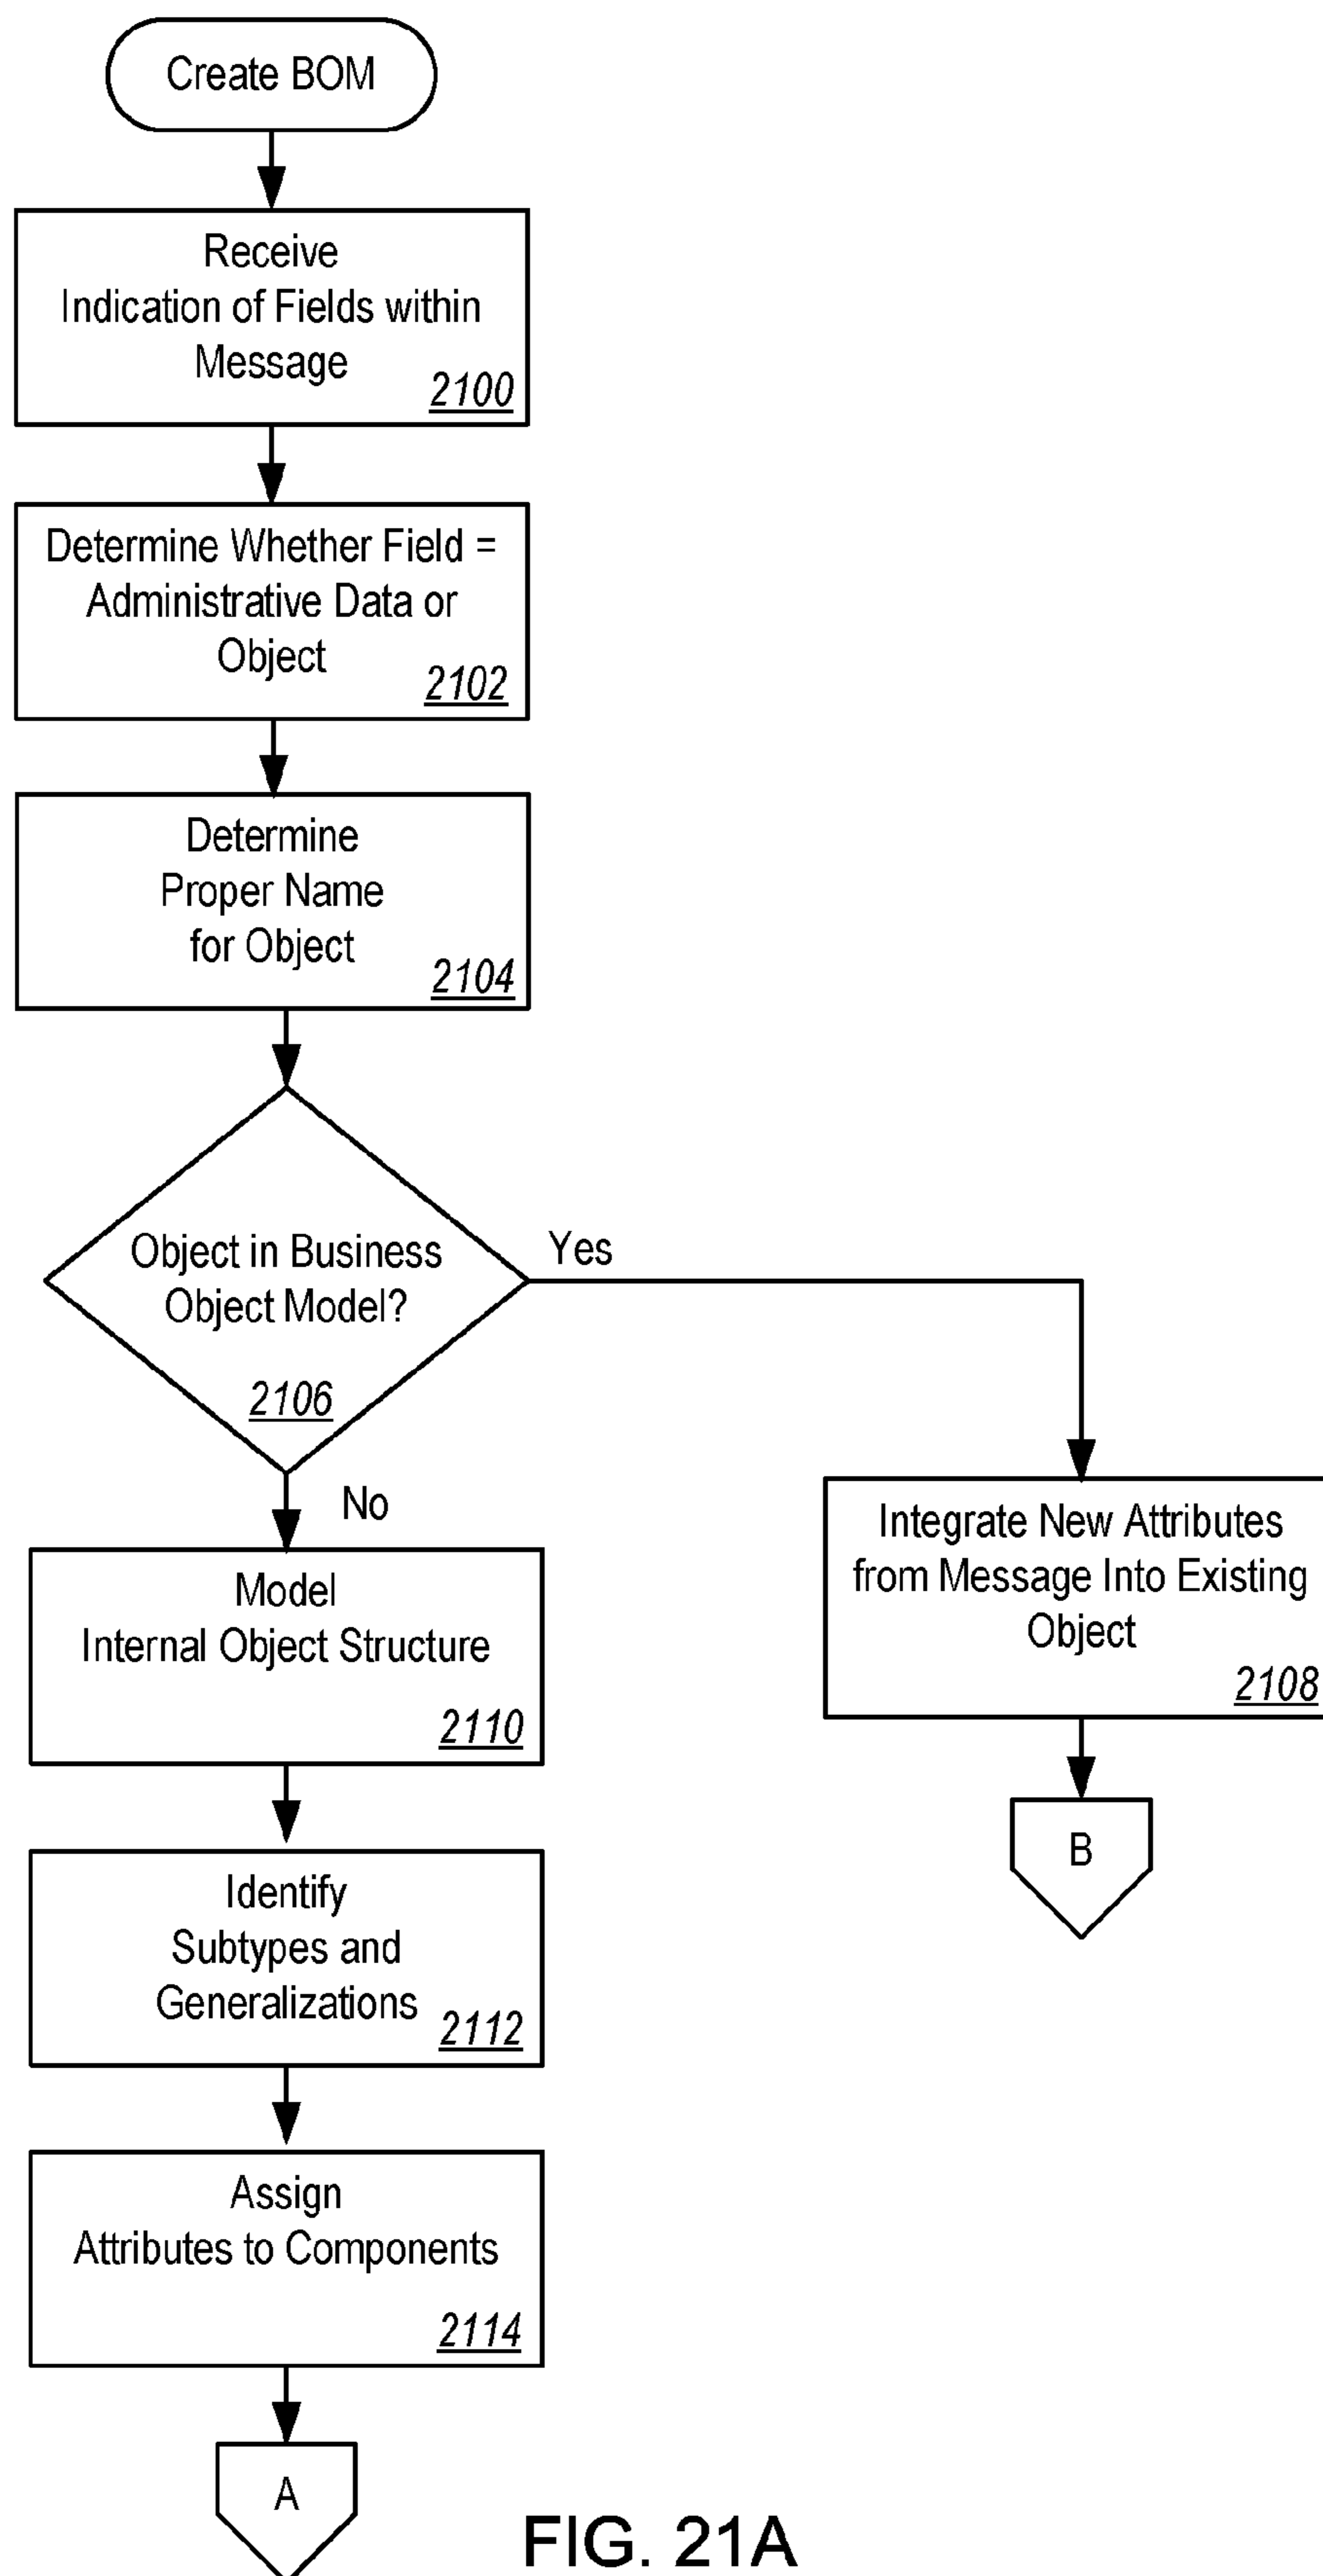 Create BOM
Receive
Indication of Fields within
Message
2100
Determine Whether Field =
Administrative Data or
Object
2102
Determine
Proper Name
for Object
2104
Object in Business
Object Model?
2106
Yes
No
Model
Internal Object Structure
2110
Integrate New Attributes
from Message Into Existing
Object
2108
B
Identify
Subtypes and
Generalizations
2112
Assign
Attributes to Components
2114
A
FIG. 21A